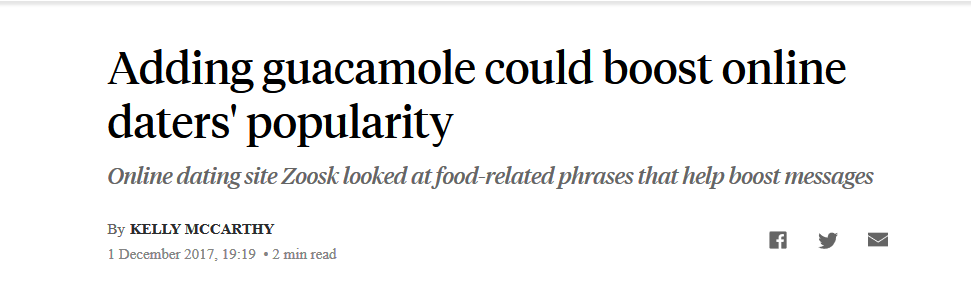 Adding guacamole could boost online
daters' popularity
Online dating site Zoosk looked at food-related phrases that help boost messages
By KELLY MCCARTHY
1 December 2017, 19:19 • 2 min read